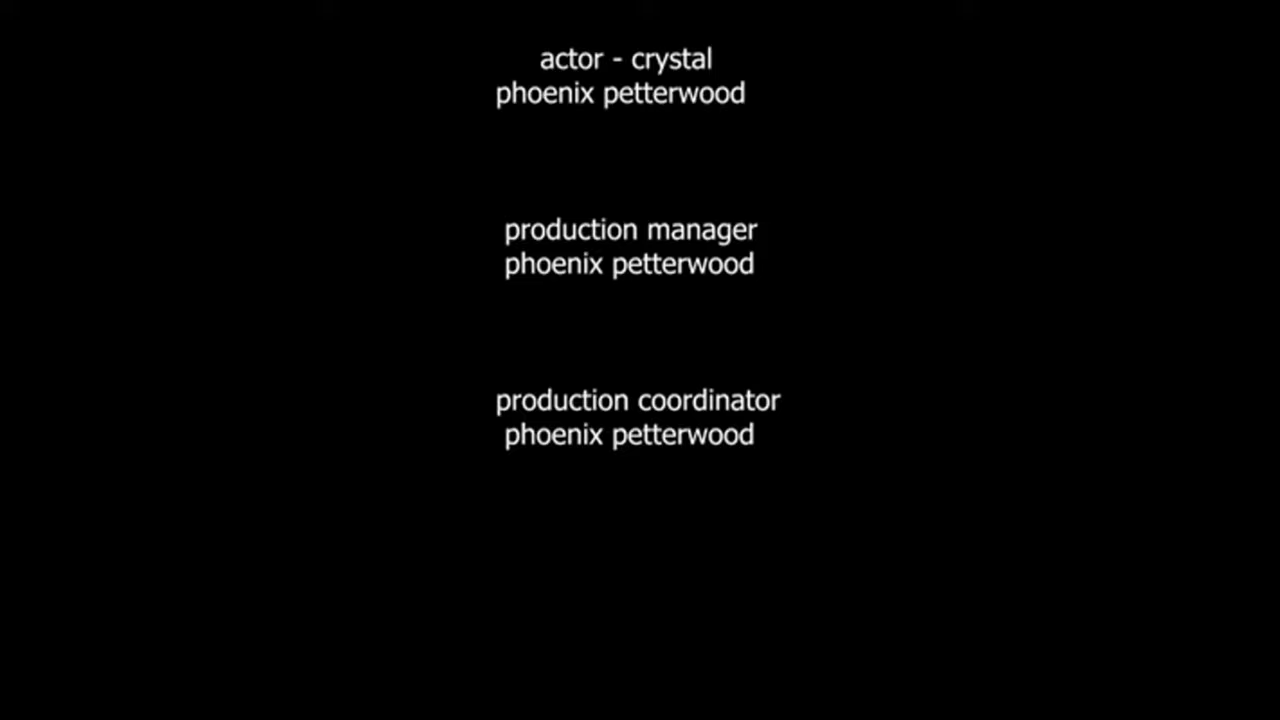 actor - crystal
phoenix petterwood
production manager
phoenix petterwood
production coordinator
phoenix petterwood